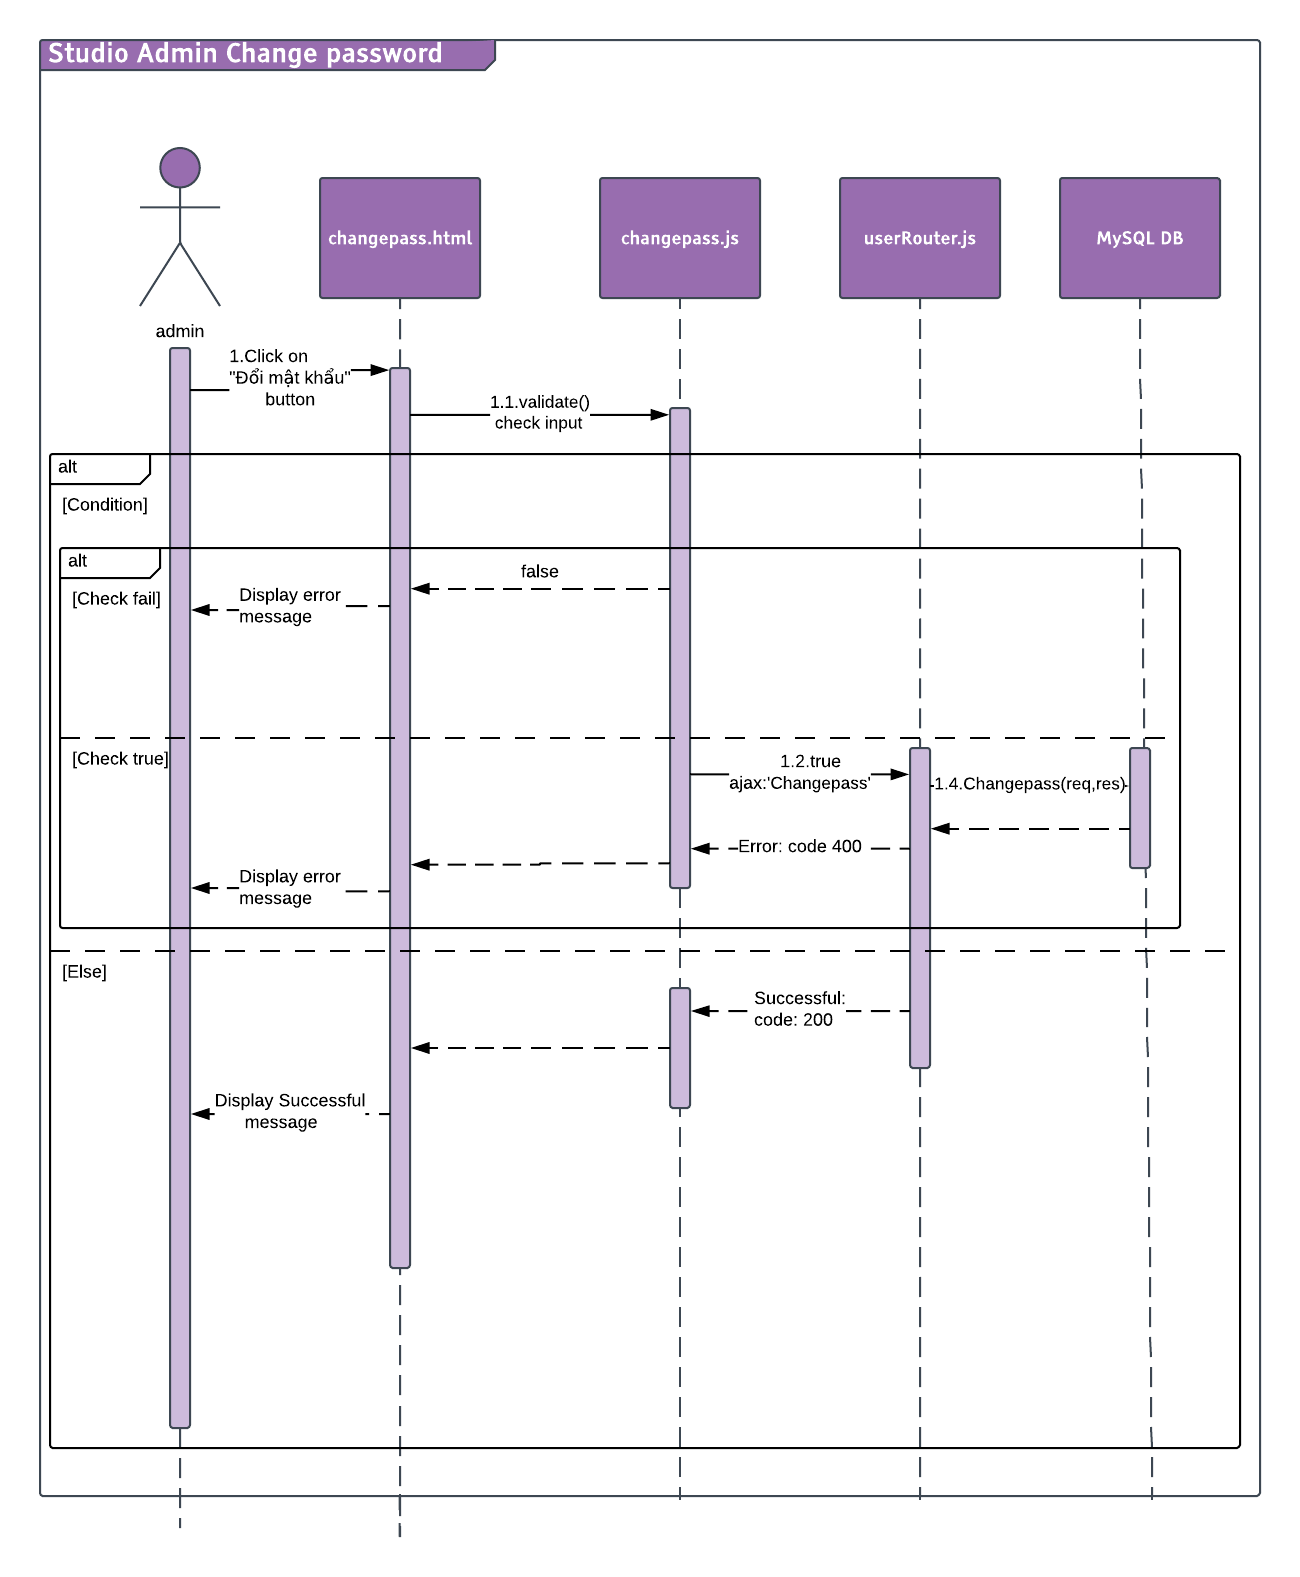 Studio Admin Change password
changepass.html
changepass.js
userRouter.js
MySQL DB
admin
1.Click on
"Đổi mật khẩu"
button
1.1.validate()
check input
alt
[Condition]
alt
false
[Check fail]
Display error
message
[Check true]
1.2.true
ajax:'Changepass'
1.4.Changepass(req,res)
Error: code 400
Display error
message
[Else]
Successful:
code: 200
Display Successful
message